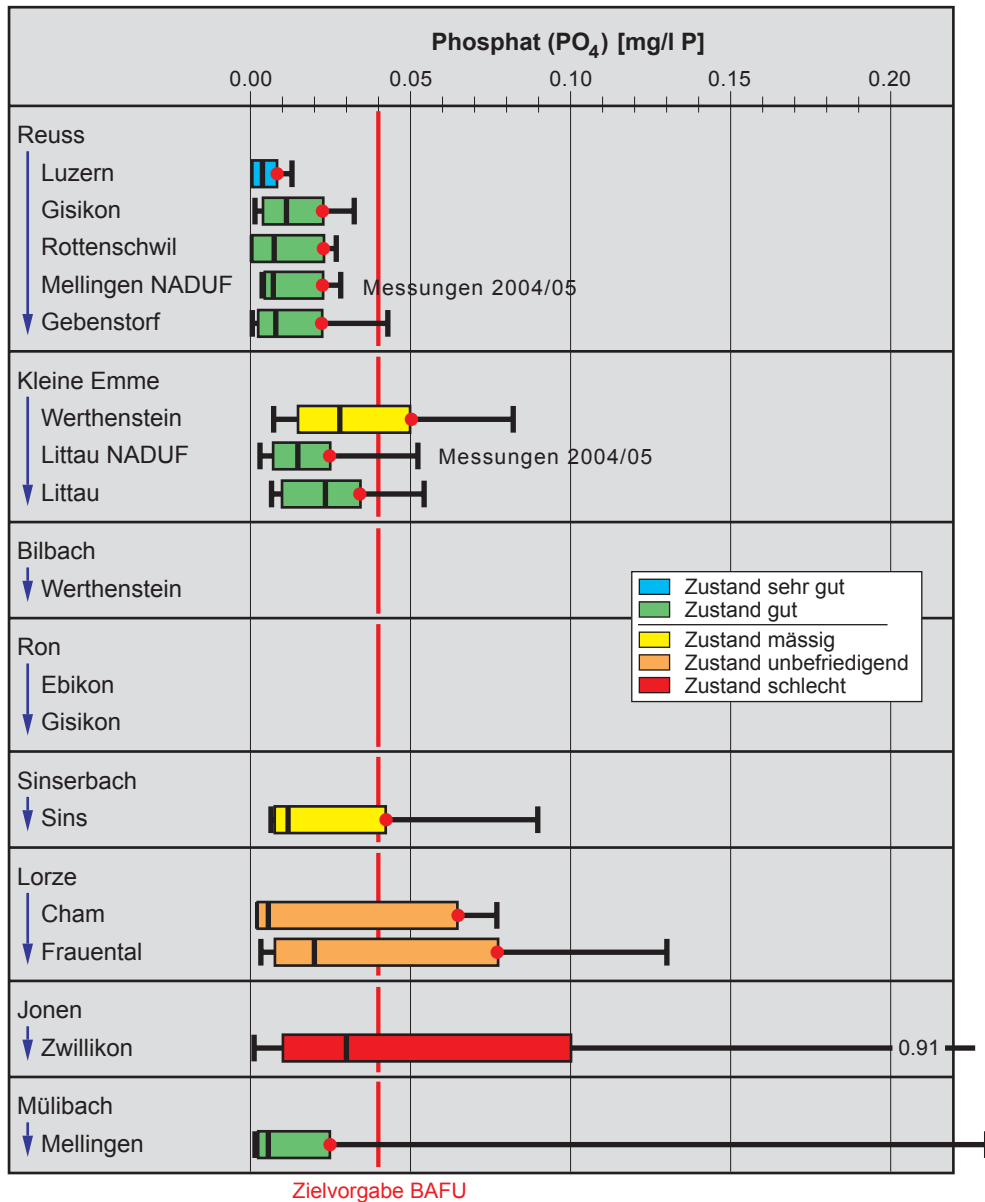 Phosphat (PO4) [mg/l P]
0.00 0.05 0.10 0.15 0.20
Reuss
Luzern
Gisikon
Rottenschwil
Mellingen NADUF Messungen 2004/05
Gebenstorf
Kleine Emme
Werthenstein
Littau NADUF Messungen 2004/05
Littau
Bilbach
Werthenstein
Zustand sehr gut
Zustand gut
Zustand mässig
Zustand unbefriedigend
Zustand schlecht
Ron
Ebikon
Gisikon
Sinserbach
Sins
Lorze
Cham
Frauental
Jonen
Zwillikon 0.91
Mülibach
Mellingen
Zielvorgabe BAFU